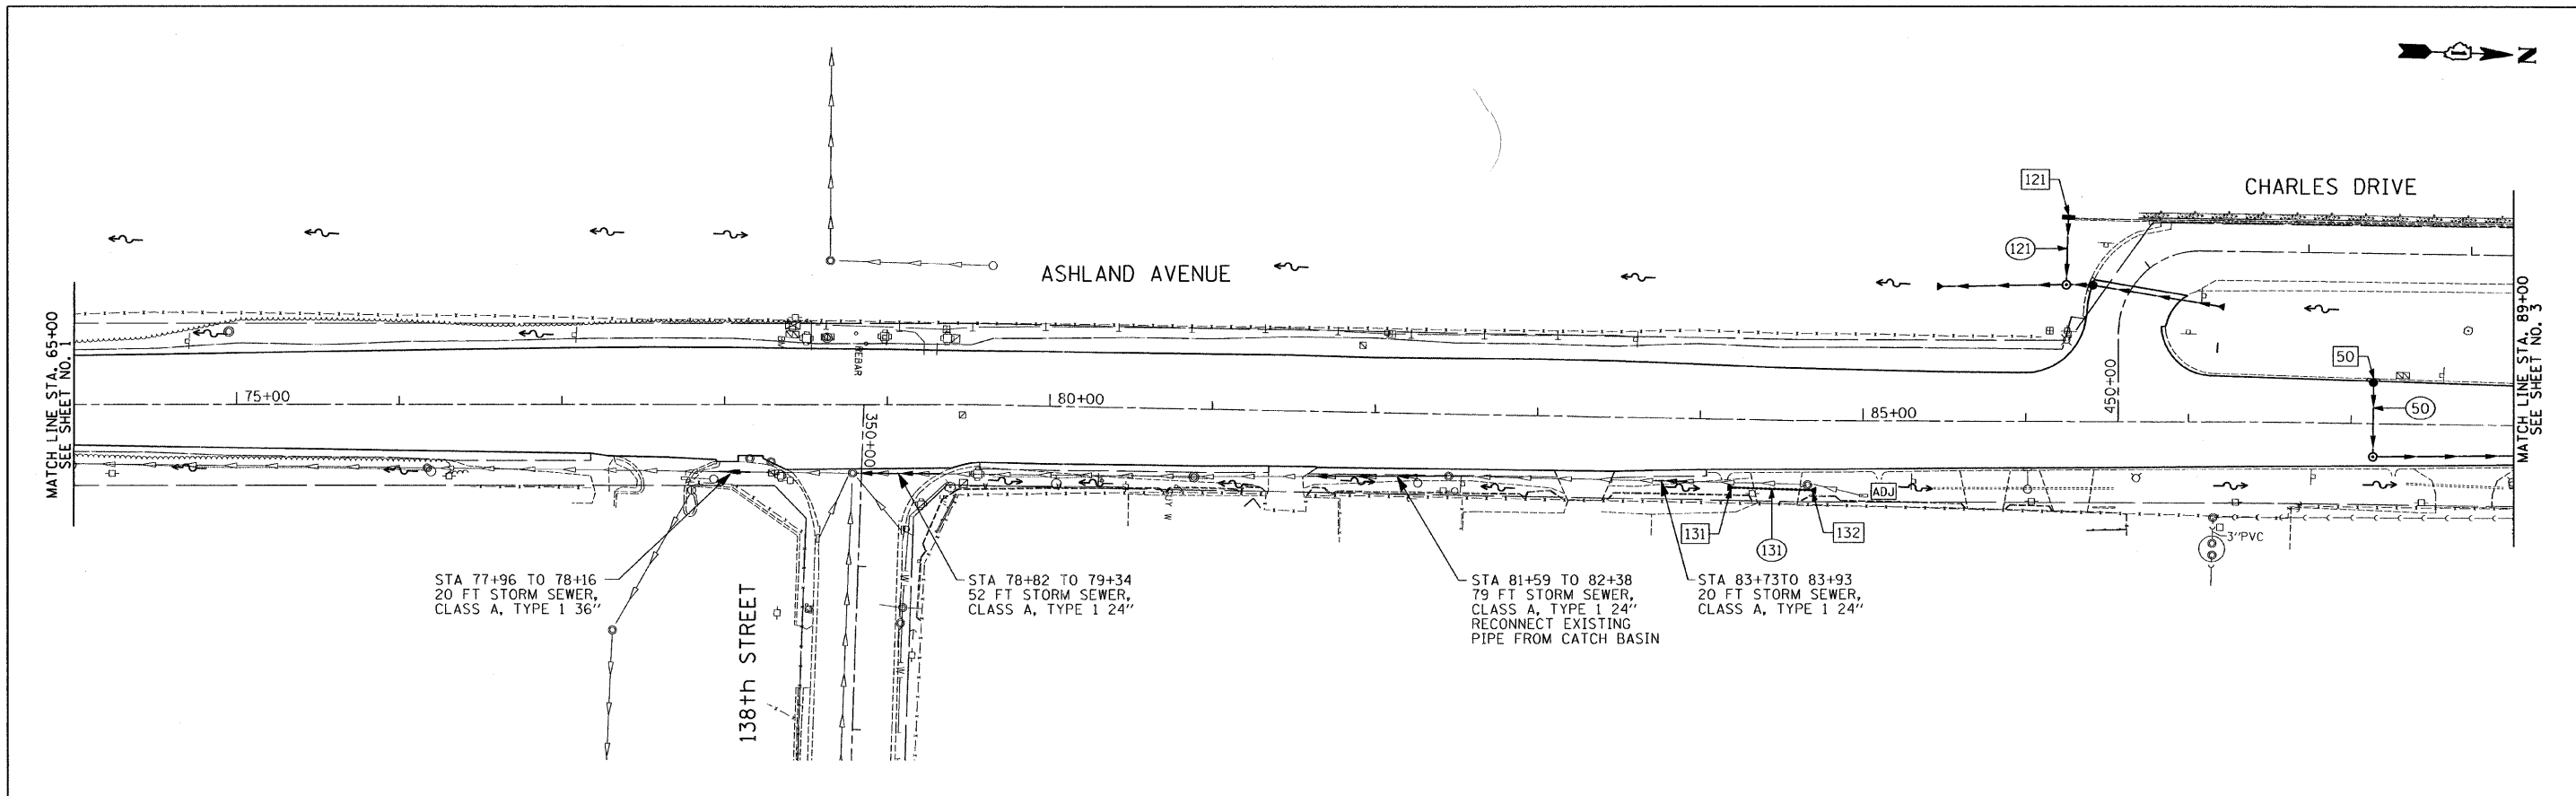 N
CHARLES DRIVE
121
121
ASHLAND AVENUE
MATCH LINE STA. 65+00
SEE SHEET NO. 1
MATCH LINE STA. 89+00
SEE SHEET NO. 3
REBAR
50
50
75+00
80+00
85+00
350+00
450+00
ADJ
131
131
132
3"PVC
STA 77+96 TO 78+16
20 FT STORM SEWER,
CLASS A, TYPE 1 36"
STA 78+82 TO 79+34
52 FT STORM SEWER,
CLASS A, TYPE 1 24"
STA 81+59 TO 82+38
79 FT STORM SEWER,
CLASS A, TYPE 1 24"
RECONNECT EXISTING
PIPE FROM CATCH BASIN
STA 83+73TO 83+93
20 FT STORM SEWER,
CLASS A, TYPE 1 24"
138th STREET